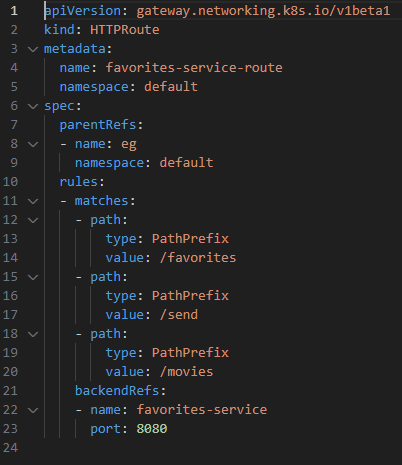 1 apiVersion: gateway.networking.k8s.io/v1beta1
2 kind: HTTPRoute
3 metadata:
4   name: favorites-service-route
5   namespace: default
6 spec:
7   parentRefs:
8   - name: eg
9     namespace: default
10   rules:
11   - matches:
12     - path:
13         type: PathPrefix
14         value: /favorites
15     - path:
16         type: PathPrefix
17         value: /send
18     - path:
19         type: PathPrefix
20         value: /movies
21     backendRefs:
22     - name: favorites-service
23       port: 8080
24